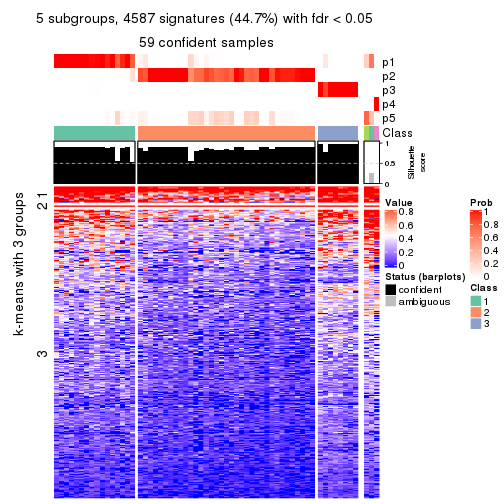 5 subgroups, 4587 signatures (44.7%) with fdr < 0.05
59 confident samples
p1
p2
p3
p4
p5
Class
1
0.5
0
Silhouette
score
k-means with 3 groups
1
2
3
Value
0.8
0.6
0.4
0.2
0
Status (barplots)
confident
ambiguous
Prob
1
0.8
0.6
0.4
0.2
0
Class
1
2
3